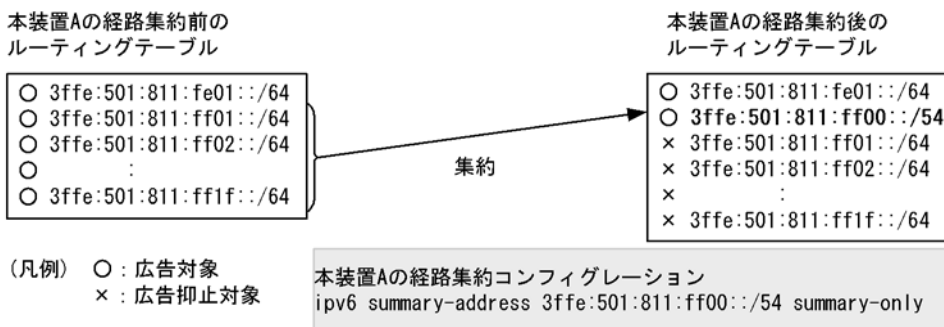 本装置Aの経路集約前の
ルーティングテーブル
○ 3ffe:501:811:fe01::/64
○ 3ffe:501:811:ff01::/64
○ 3ffe:501:811:ff02::/64
○ :
○ 3ffe:501:811:ff1f::/64
集約
本装置Aの経路集約後の
ルーティングテーブル
○ 3ffe:501:811:fe01::/64
○ 3ffe:501:811:ff00::/54
× 3ffe:501:811:ff01::/64
× 3ffe:501:811:ff02::/64
× :
× 3ffe:501:811:ff1f::/64
(凡例) ○:広告対象
×:広告抑止対象
本装置Aの経路集約コンフィグレーション
ipv6 summary-address 3ffe:501:811:ff00::/54 summary-only